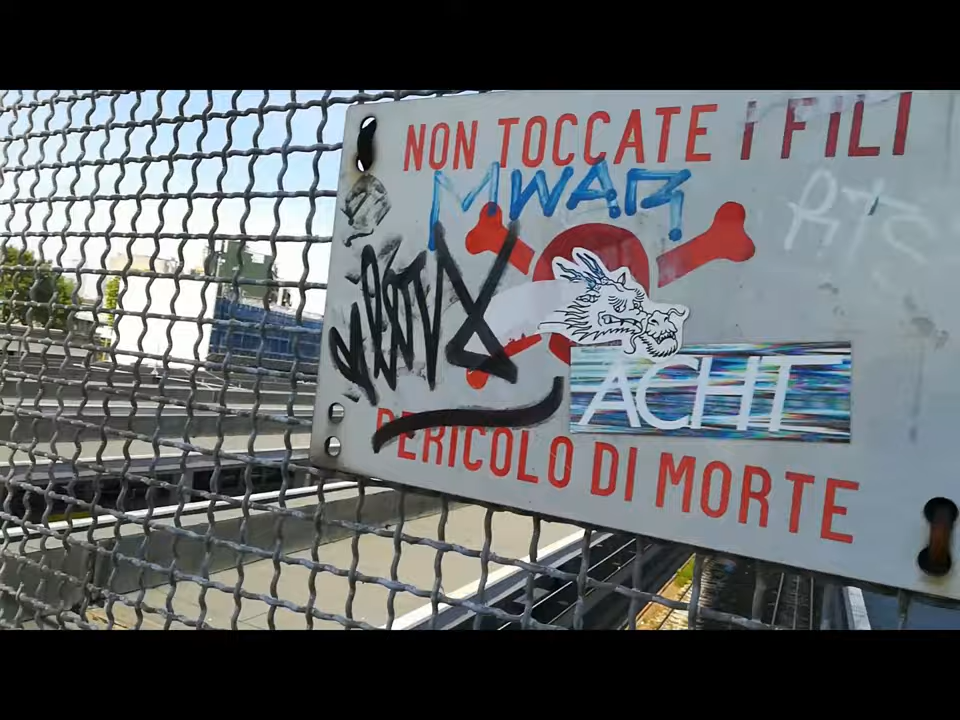 NON TOCCATE I FILI
MWAR
ACHT
PERICOLO DI MORTE